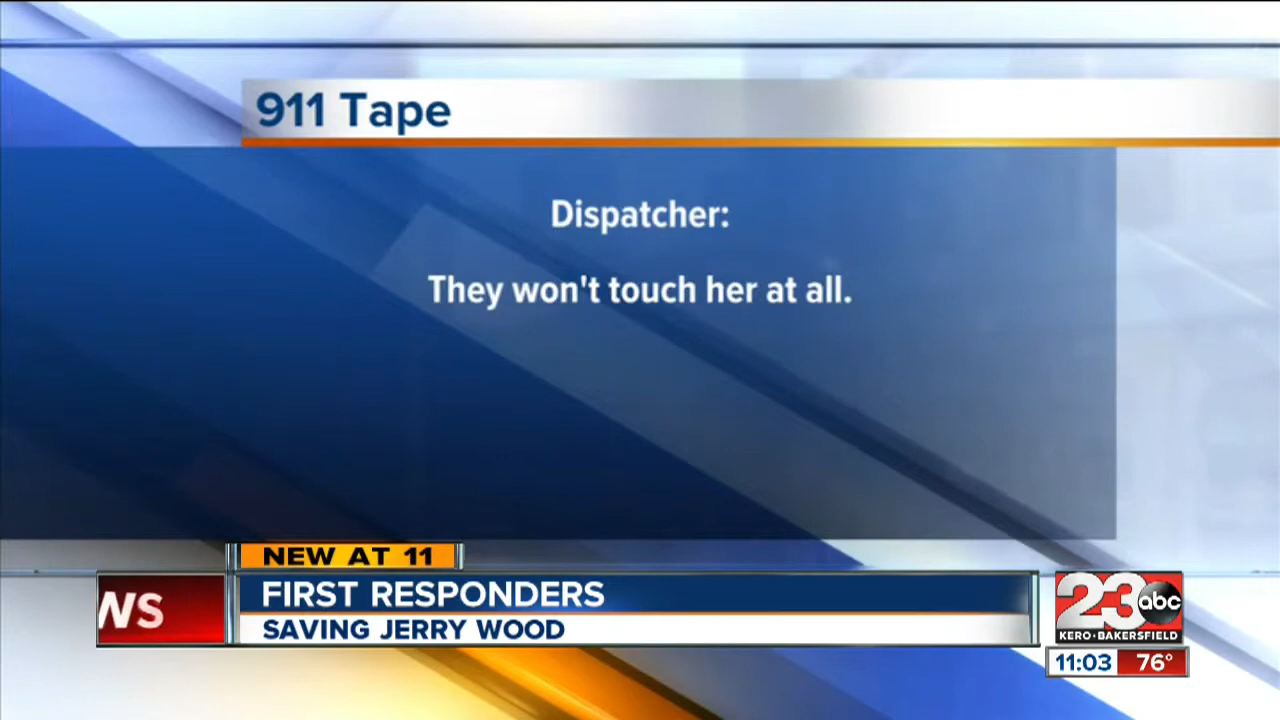 911 Tape
Dispatcher:
They won't touch her at all.
NEW AT 11
WS
FIRST RESPONDERS
SAVING JERRY WOOD
23 abc
KERO•BAKERSFIELD
11:03 76°